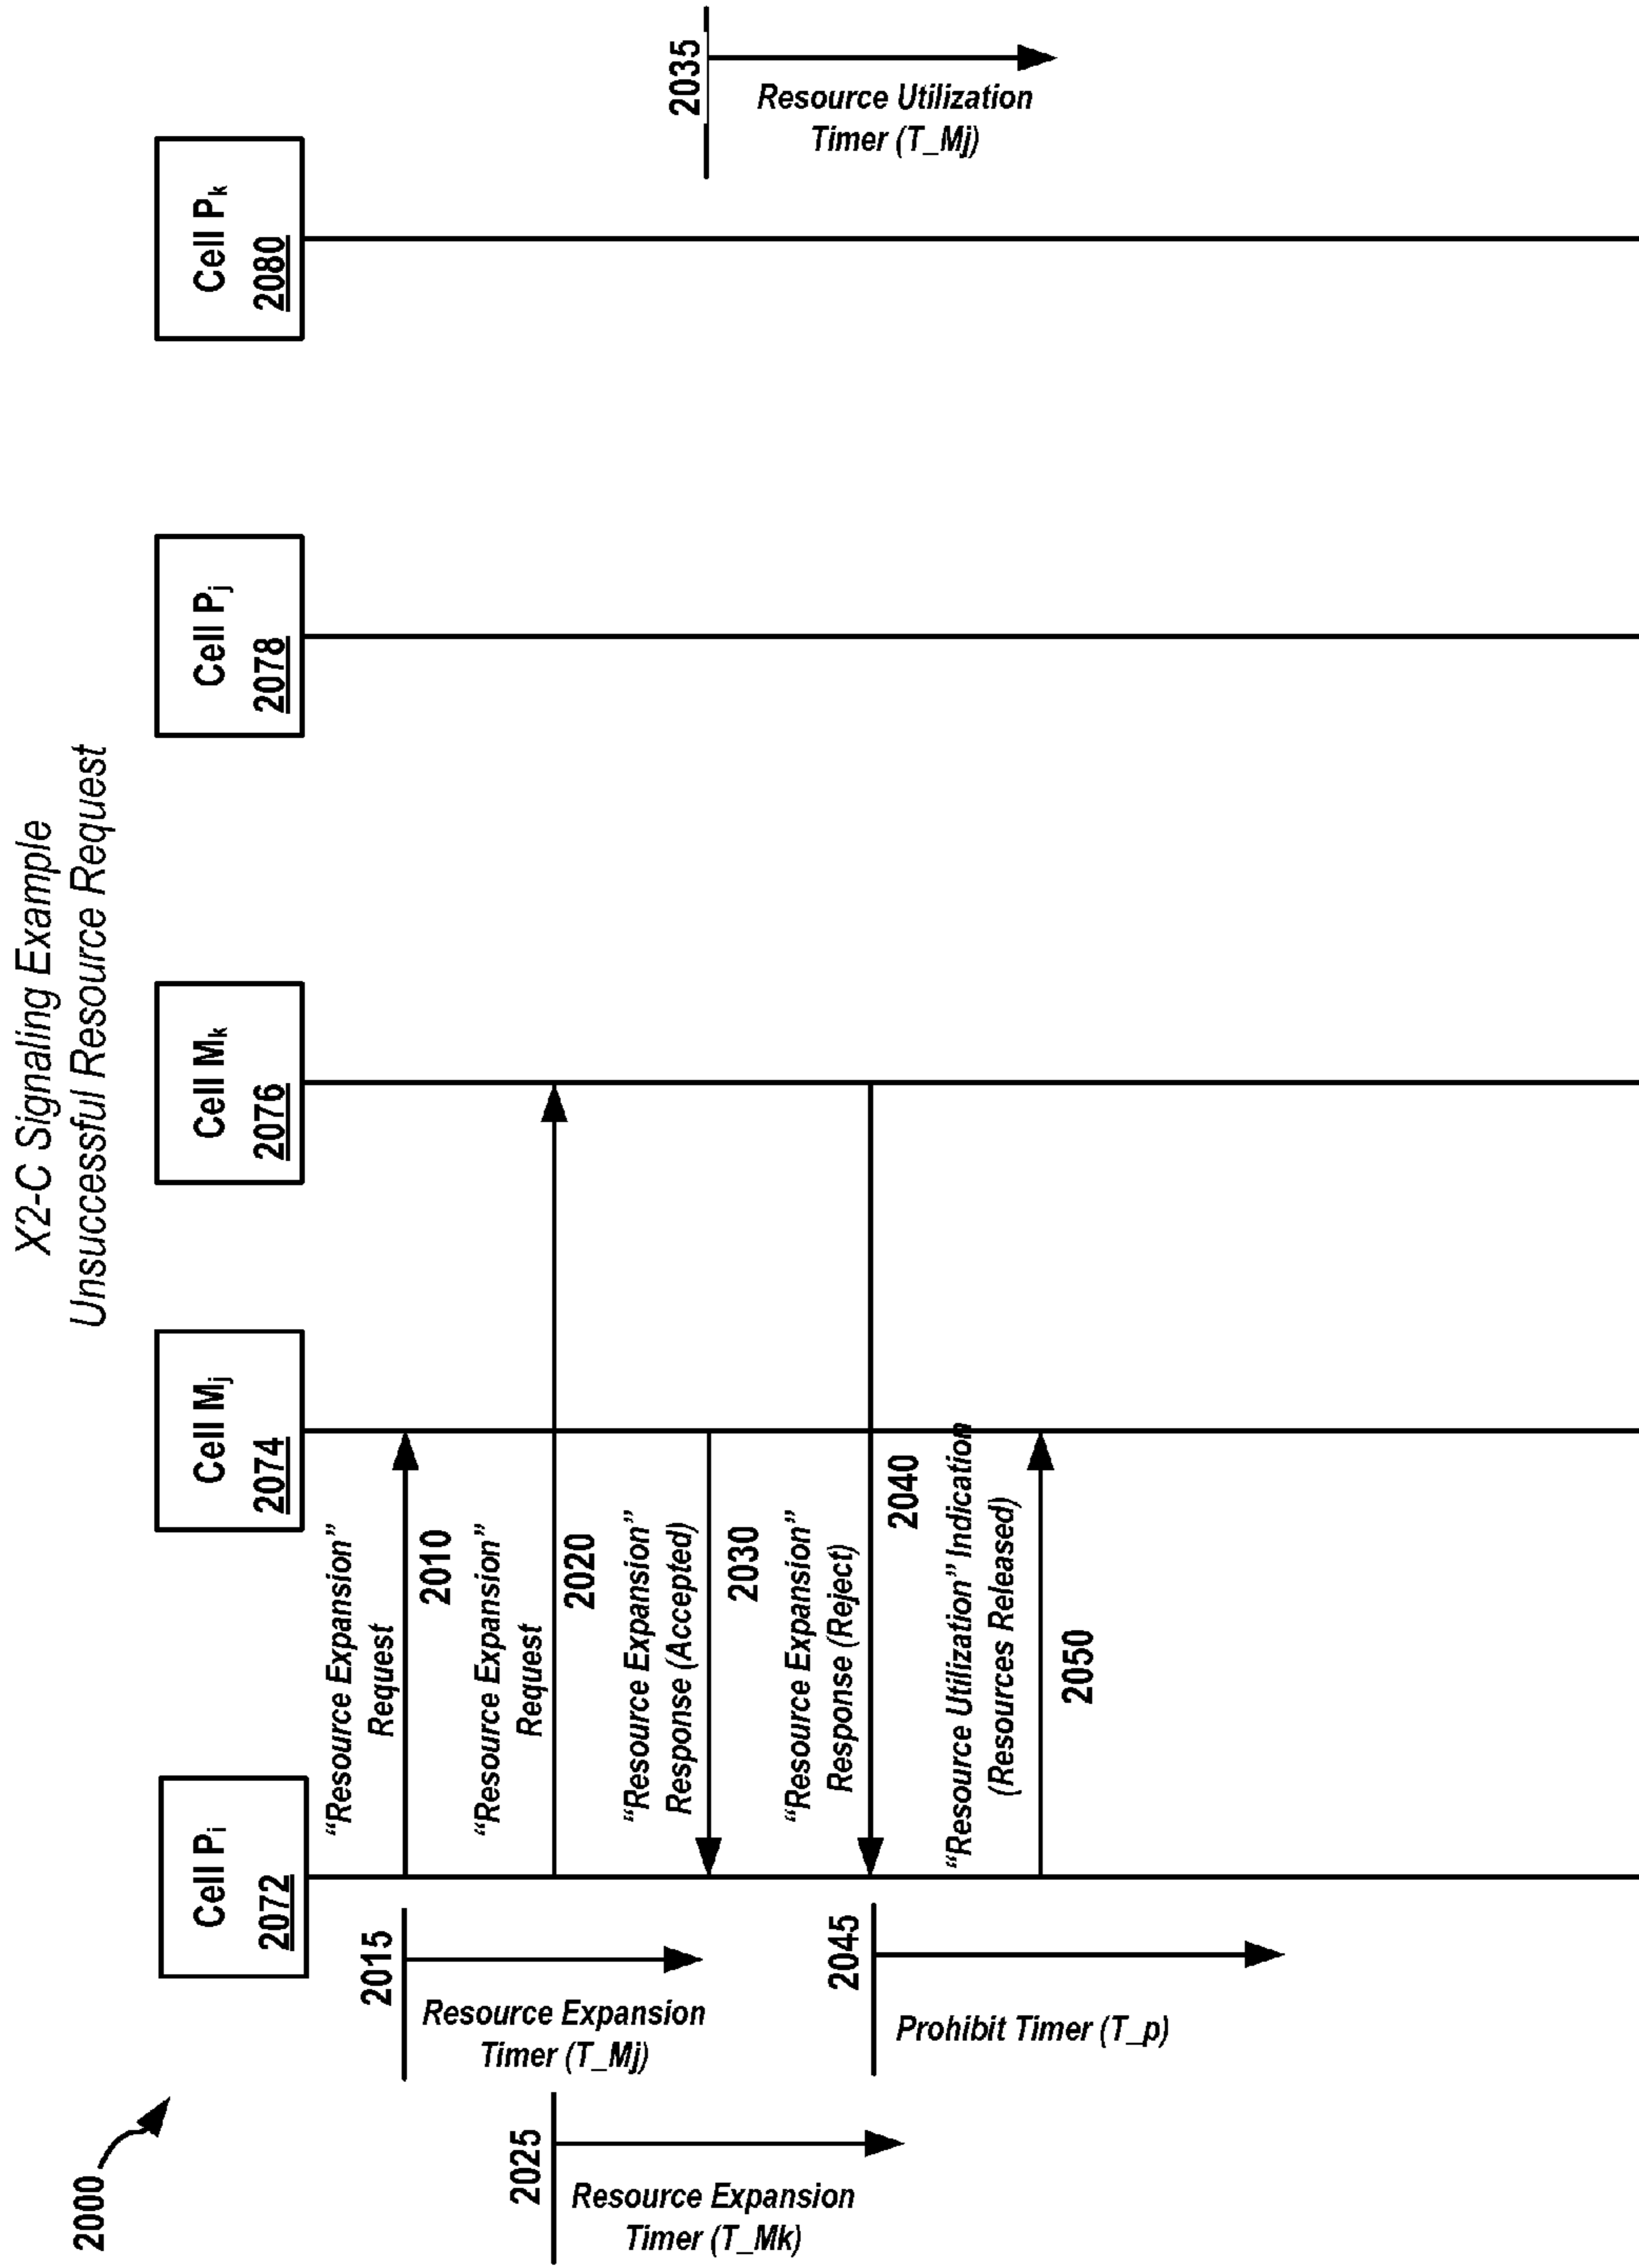 X2-C Signaling Example
Unsuccessful Resource Request
2000
Cell Pi
2072
Cell Mj
2074
Cell Mk
2076
Cell Pj
2078
Cell Pk
2080
“Resource Expansion”
Request
2010
2015
Resource Expansion
Timer (T_Mj)
“Resource Expansion”
Request
2020
2025
Resource Expansion
Timer (T_Mk)
“Resource Expansion”
Response (Accepted)
2030
2035
Resource Utilization
Timer (T_Mj)
“Resource Expansion”
Response (Reject)
2040
2045
Prohibit Timer (T_p)
“Resource Utilization” Indication
(Resources Released)
2050